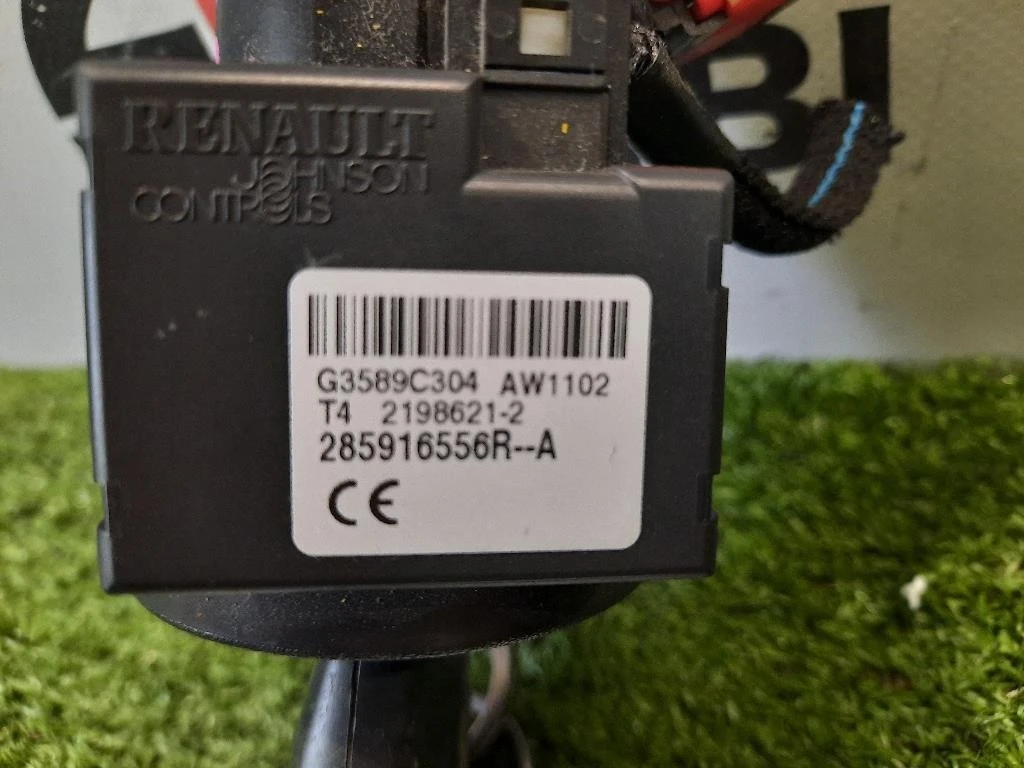 RENAULT
JOHNSON
CONTROLS
G3589C304 AW1102
T4 2198621-2
285916556R--A
CE